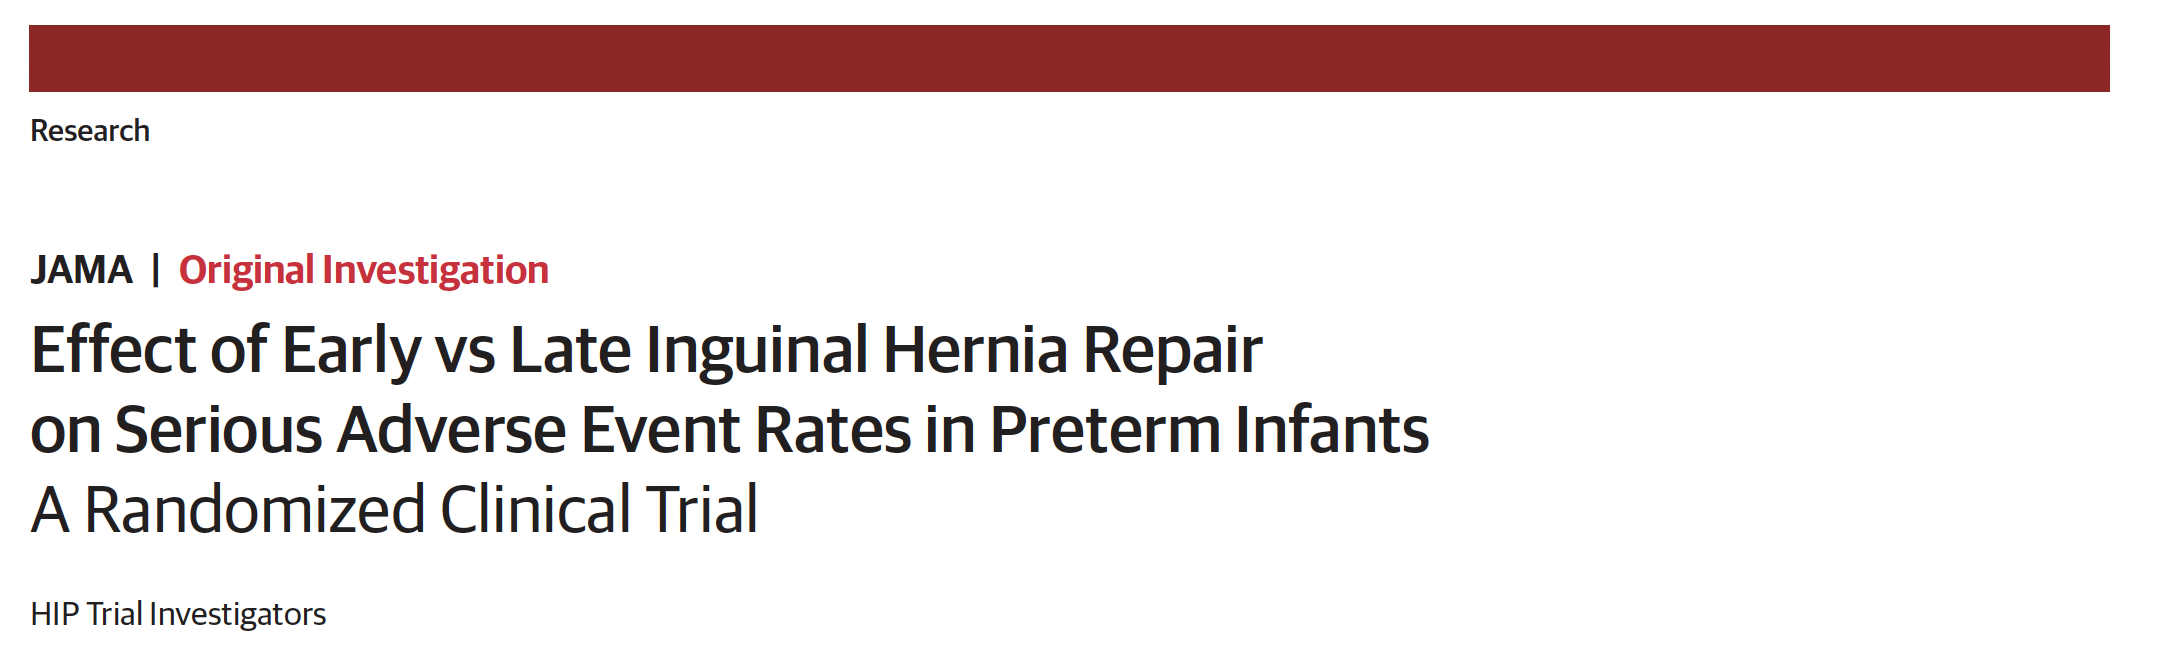 Research
JAMA | Original Investigation
Effect of Early vs Late Inguinal Hernia Repair
on Serious Adverse Event Rates in Preterm Infants
A Randomized Clinical Trial
HIP Trial Investigators